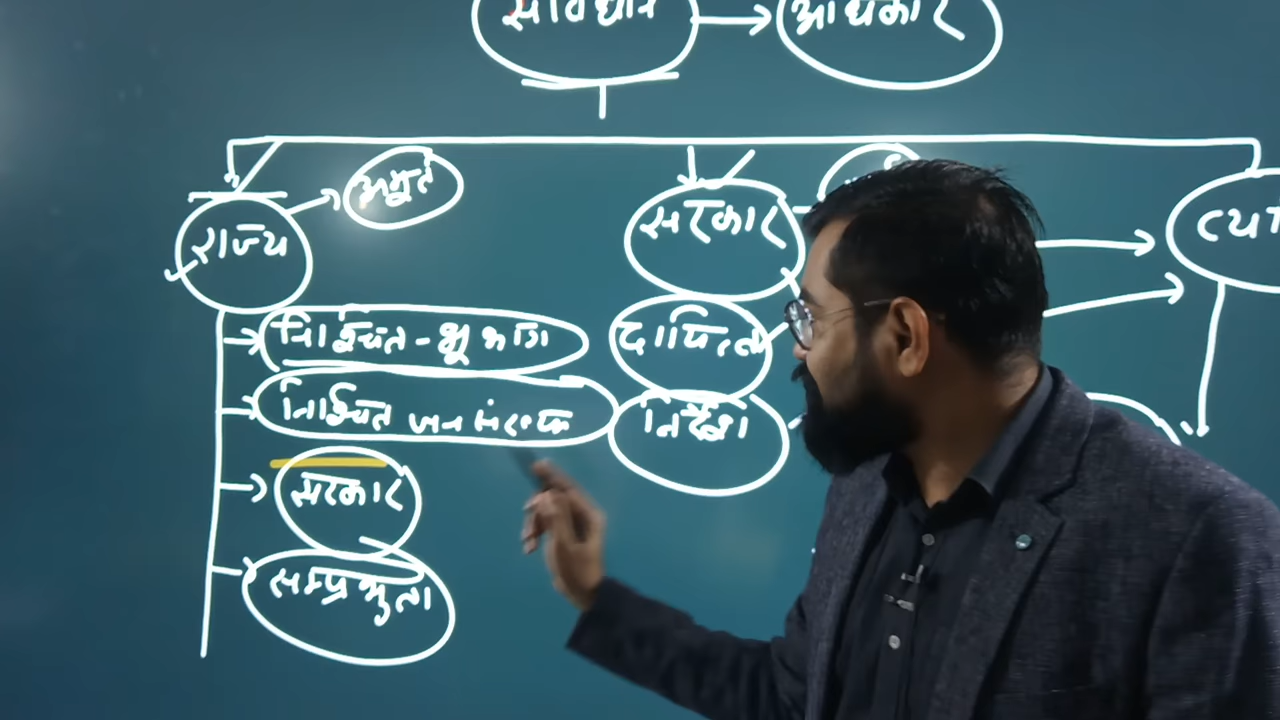 संविधान → अधिकार
राज्य → अमूर्त
सरकार
निश्चित - भू भाग
दायित्व
निश्चित जनसंख्या
निर्देश
सरकार
सम्प्रभुता